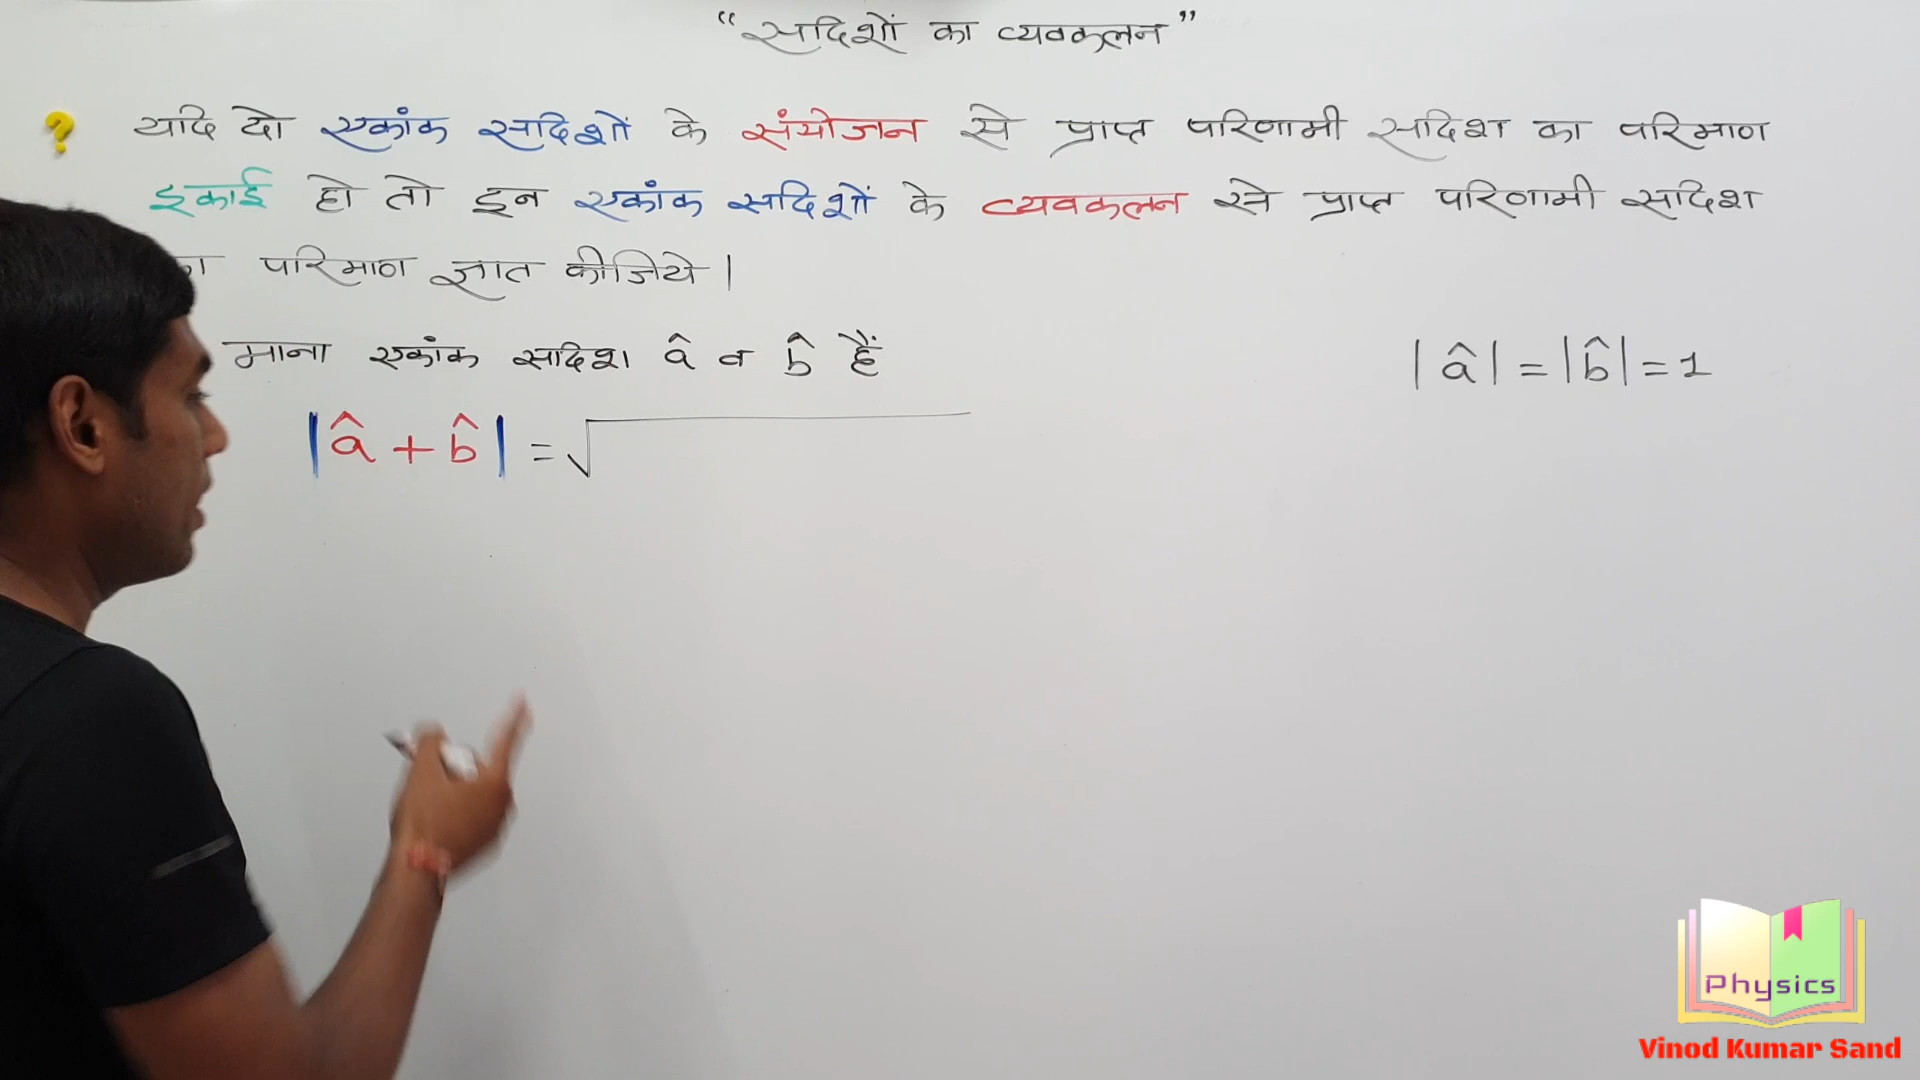 “सदिशों का व्यवकलन”
? यदि दो एकांक सदिशों के संयोजन से प्राप्त परिणामी सदिश का परिमाण
इकाई हो तो इन एकांक सदिशों के व्यवकलन से प्राप्त परिणामी सदिश
परिमाण ज्ञात कीजिये |
माना एकांक सदिश â व b̂ हैं
|â| = |b̂| = 1
|â + b̂| = √
Physics
Vinod Kumar Sand